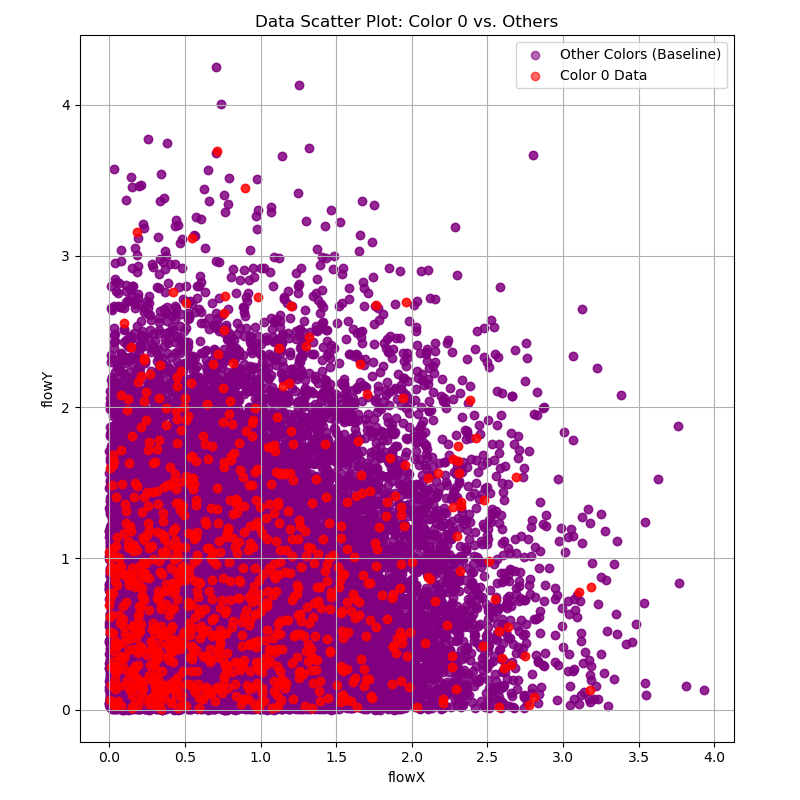 Data Scatter Plot: Color 0 vs. Others
Other Colors (Baseline)
Color 0 Data
flowY
4
3
2
1
0
0.0 0.5 1.0 1.5 2.0 2.5 3.0 3.5 4.0
flowX